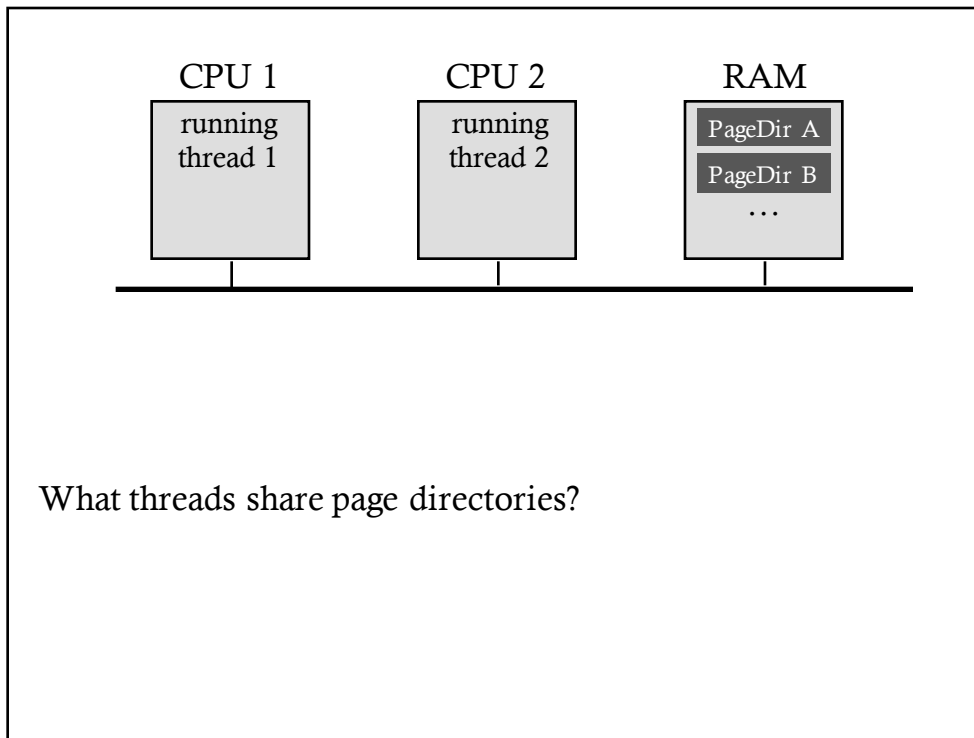 CPU 1
CPU 2
RAM
running
thread 1
running
thread 2
PageDir A
PageDir B
…
What threads share page directories?